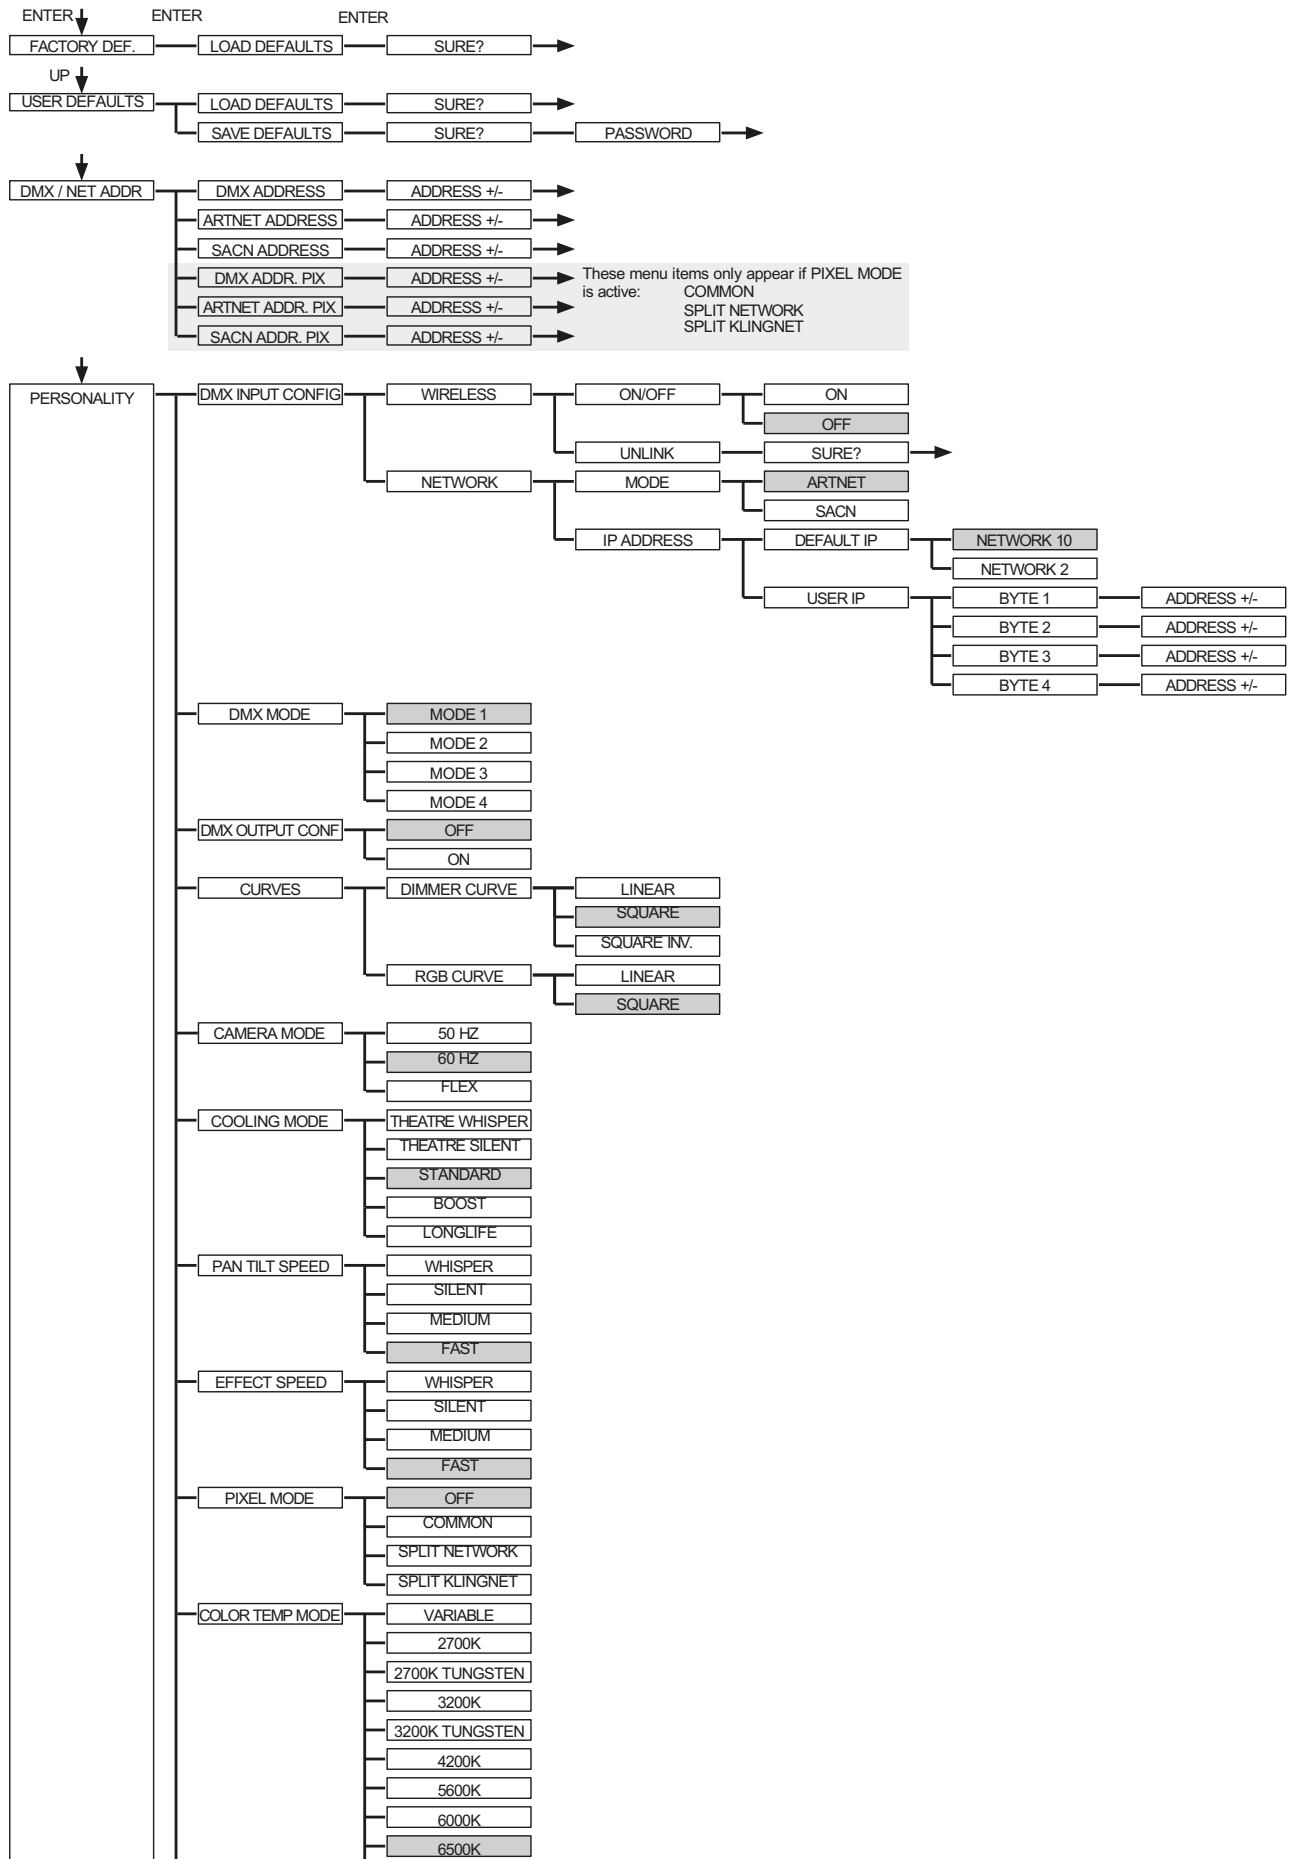 ENTER ENTER ENTER
FACTORY DEF. LOAD DEFAULTS SURE?
UP
USER DEFAULTS LOAD DEFAULTS SURE?
SAVE DEFAULTS SURE? PASSWORD
DMX / NET ADDR DMX ADDRESS ADDRESS +/-
ARTNET ADDRESS ADDRESS +/-
SACN ADDRESS ADDRESS +/-
DMX ADDR. PIX ADDRESS +/- These menu items only appear if PIXEL MODE
is active: COMMON
ARTNET ADDR. PIX ADDRESS +/- SPLIT NETWORK
SPLIT KLINGNET
SACN ADDR. PIX ADDRESS +/-
PERSONALITY DMX INPUT CONFIG WIRELESS ON/OFF ON
OFF
UNLINK SURE?
NETWORK MODE ARTNET
SACN
IP ADDRESS DEFAULT IP NETWORK 10
NETWORK 2
USER IP BYTE 1 ADDRESS +/-
BYTE 2 ADDRESS +/-
BYTE 3 ADDRESS +/-
BYTE 4 ADDRESS +/-
DMX MODE MODE 1
MODE 2
MODE 3
MODE 4
DMX OUTPUT CONF OFF
ON
CURVES DIMMER CURVE LINEAR
SQUARE
SQUARE INV.
RGB CURVE LINEAR
SQUARE
CAMERA MODE 50 HZ
60 HZ
FLEX
COOLING MODE THEATRE WHISPER
THEATRE SILENT
STANDARD
BOOST
LONGLIFE
PAN TILT SPEED WHISPER
SILENT
MEDIUM
FAST
EFFECT SPEED WHISPER
SILENT
MEDIUM
FAST
PIXEL MODE OFF
COMMON
SPLIT NETWORK
SPLIT KLINGNET
COLOR TEMP MODE VARIABLE
2700K
2700K TUNGSTEN
3200K
3200K TUNGSTEN
4200K
5600K
6000K
6500K